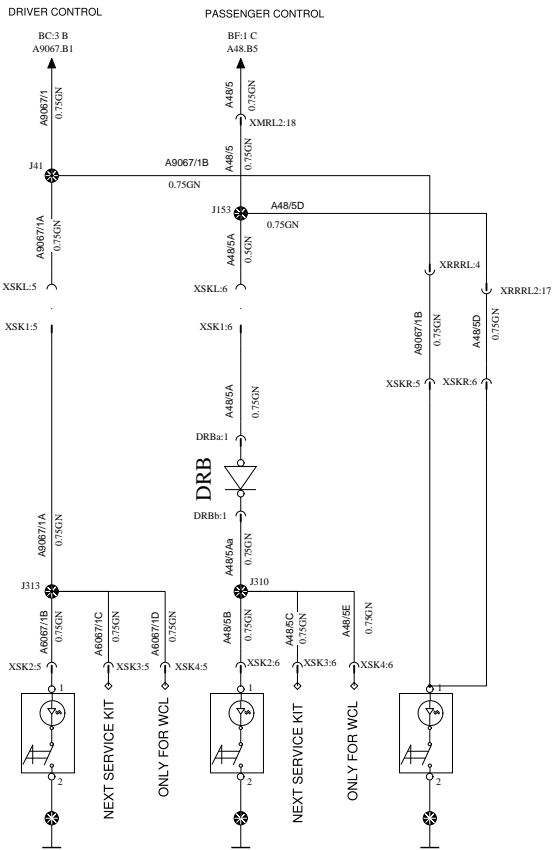 DRIVER CONTROL
PASSENGER CONTROL
BC:3 B
A9067.B1
BF:1 C
A48.B5
A9067/1
0.75GN
A48/5
0.75GN
XMRL2:18
A48/5
0.75GN
J41
A9067/1B
0.75GN
J153
A48/5D
0.75GN
A9067/1A
0.75GN
A48/5A
0.5GN
XRRRL:4
XSKL:5
XSKL:6
XRRRL2:17
XSK1:5
XSK1:6
A9067/1B
0.75GN
A48/5D
0.75GN
XSKR:5
XSKR:6
A48/5A
0.75GN
DRBa:1
DRB
DRBb:1
A9067/1A
0.75GN
A48/5Aa
0.75GN
J313
J310
A6067/1B
0.75GN
A6067/1C
0.75GN
A6067/1D
0.75GN
A48/5B
0.75GN
A48/5C
0.75GN
A48/5E
0.75GN
XSK2:5
XSK3:5
XSK4:5
XSK2:6
XSK3:6
XSK4:6
1
1
1
NEXT SERVICE KIT
ONLY FOR WCL
NEXT SERVICE KIT
ONLY FOR WCL
2
2
2